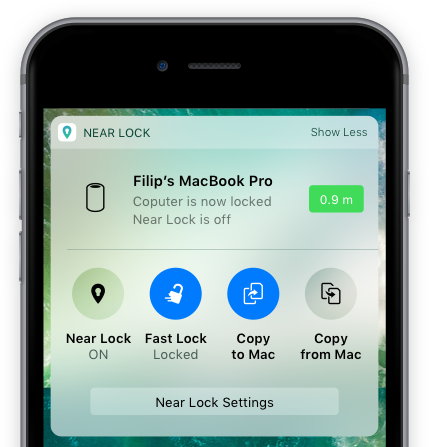 NEAR LOCK Show Less
Filip's MacBook Pro
Coputer is now locked
0.9 m
Near Lock is off
Near Lock Fast Lock Copy Copy
ON Locked to Mac from Mac
Near Lock Settings